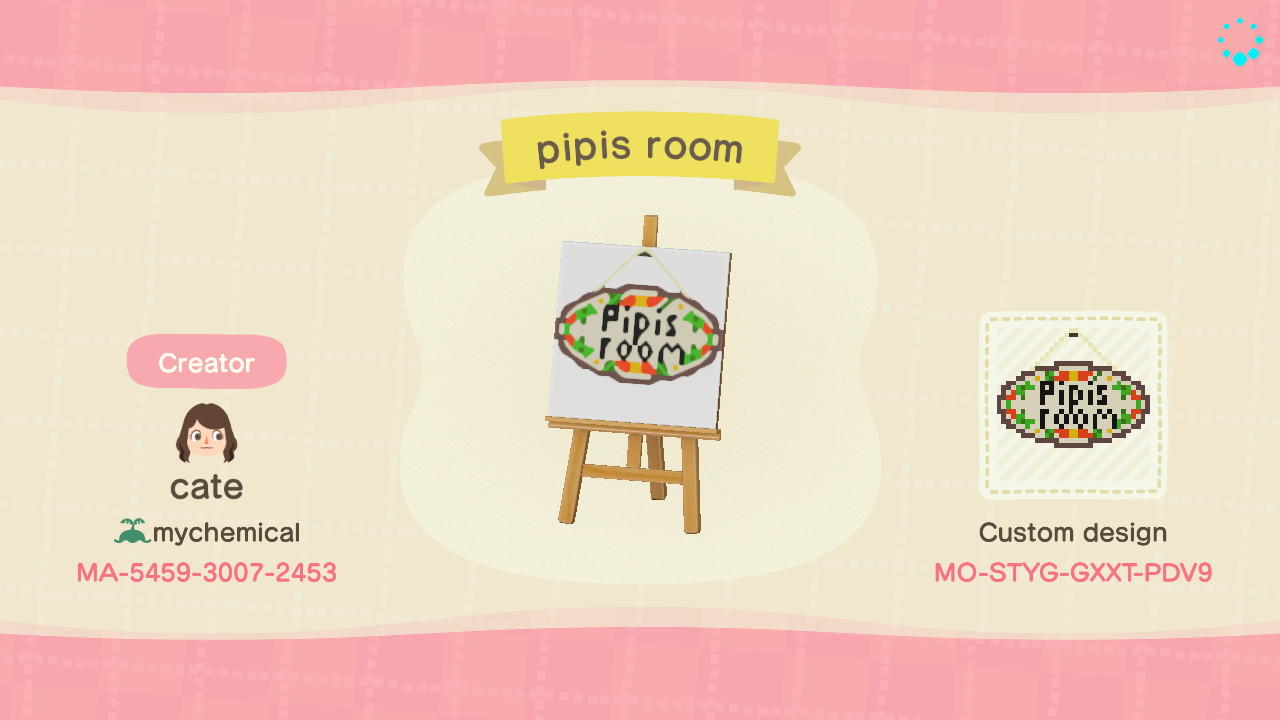 pipis room
Pipis
room
Creator
cate
mychemical
MA-5459-3007-2453
Pipis
room
Custom design
MO-STYG-GXXT-PDV9